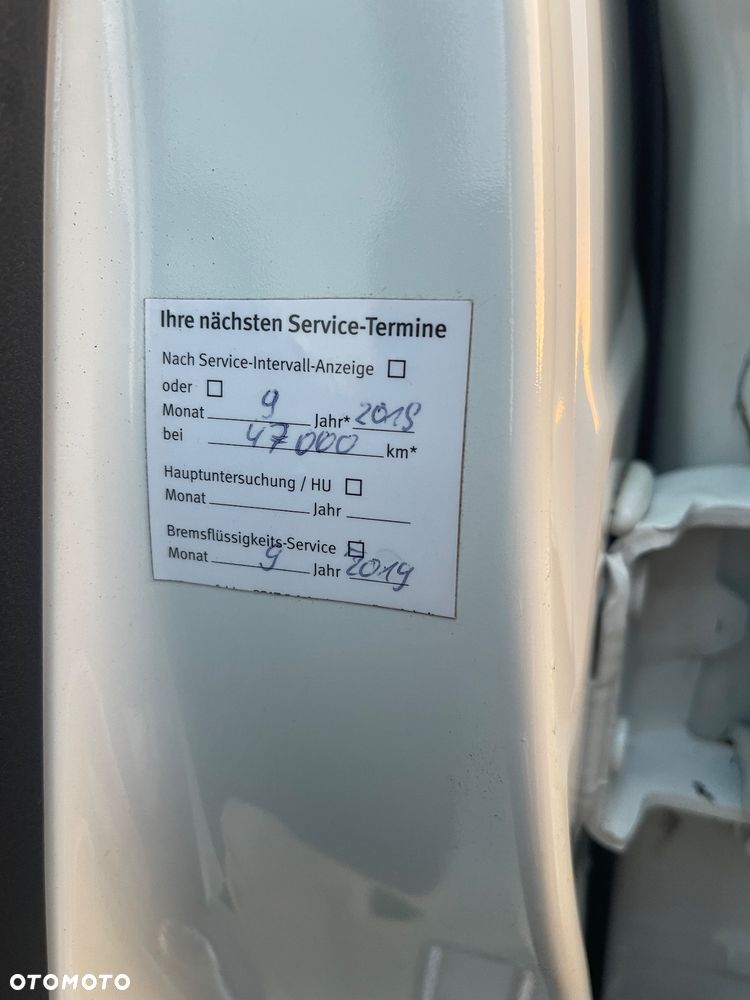 Ihre nächsten Service-Termine
Nach Service-Intervall-Anzeige ☐
oder ☐
Monat 9 Jahr* 2019
bei 47000 km*
Hauptuntersuchung / HU ☐
Monat Jahr
Bremsflüssigkeits-Service ☐
Monat 9 Jahr 2019
OTOMOTO